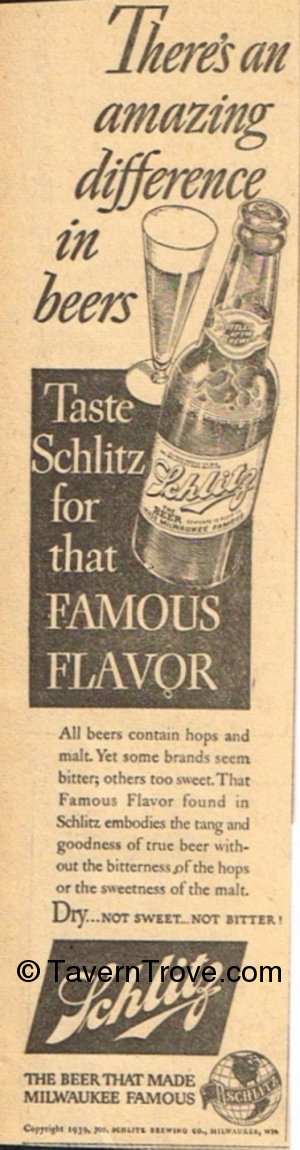 There's an
amazing
difference
in
beers
Schlitz
THE
BEER
MADE MILWAUKEE FAMOUS
Taste
Schlitz
for
that
FAMOUS
FLAVOR
All beers contain hops and
malt. Yet some brands seem
bitter; others too sweet. That
Famous Flavor found in
Schlitz embodies the tang and
goodness of true beer with-
out the bitterness of the hops
or the sweetness of the malt.
Dry...NOT SWEET...NOT BITTER!
© TavernTrove.com
Schlitz
THE BEER THAT MADE
MILWAUKEE FAMOUS
SCHLITZ
Copyright 1939, JOS. SCHLITZ BREWING CO., MILWAUKEE, WIS.